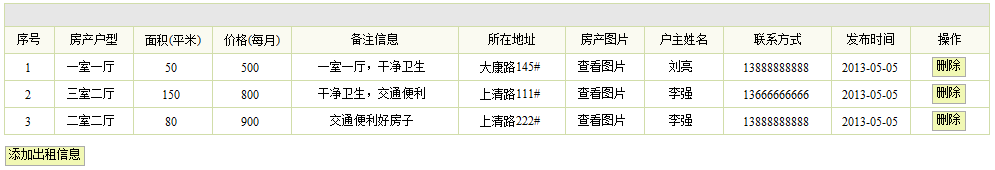 序号 房产户型 面积(平米) 价格(每月) 备注信息 所在地址 房产图片 户主姓名 联系方式 发布时间 操作
1 一室一厅 50 500 一室一厅，干净卫生 大康路145# 查看图片 刘亮 13888888888 2013-05-05 删除
2 三室二厅 150 800 干净卫生，交通便利 上清路111# 查看图片 李强 13666666666 2013-05-05 删除
3 二室二厅 80 900 交通便利好房子 上清路222# 查看图片 李强 13888888888 2013-05-05 删除
添加出租信息